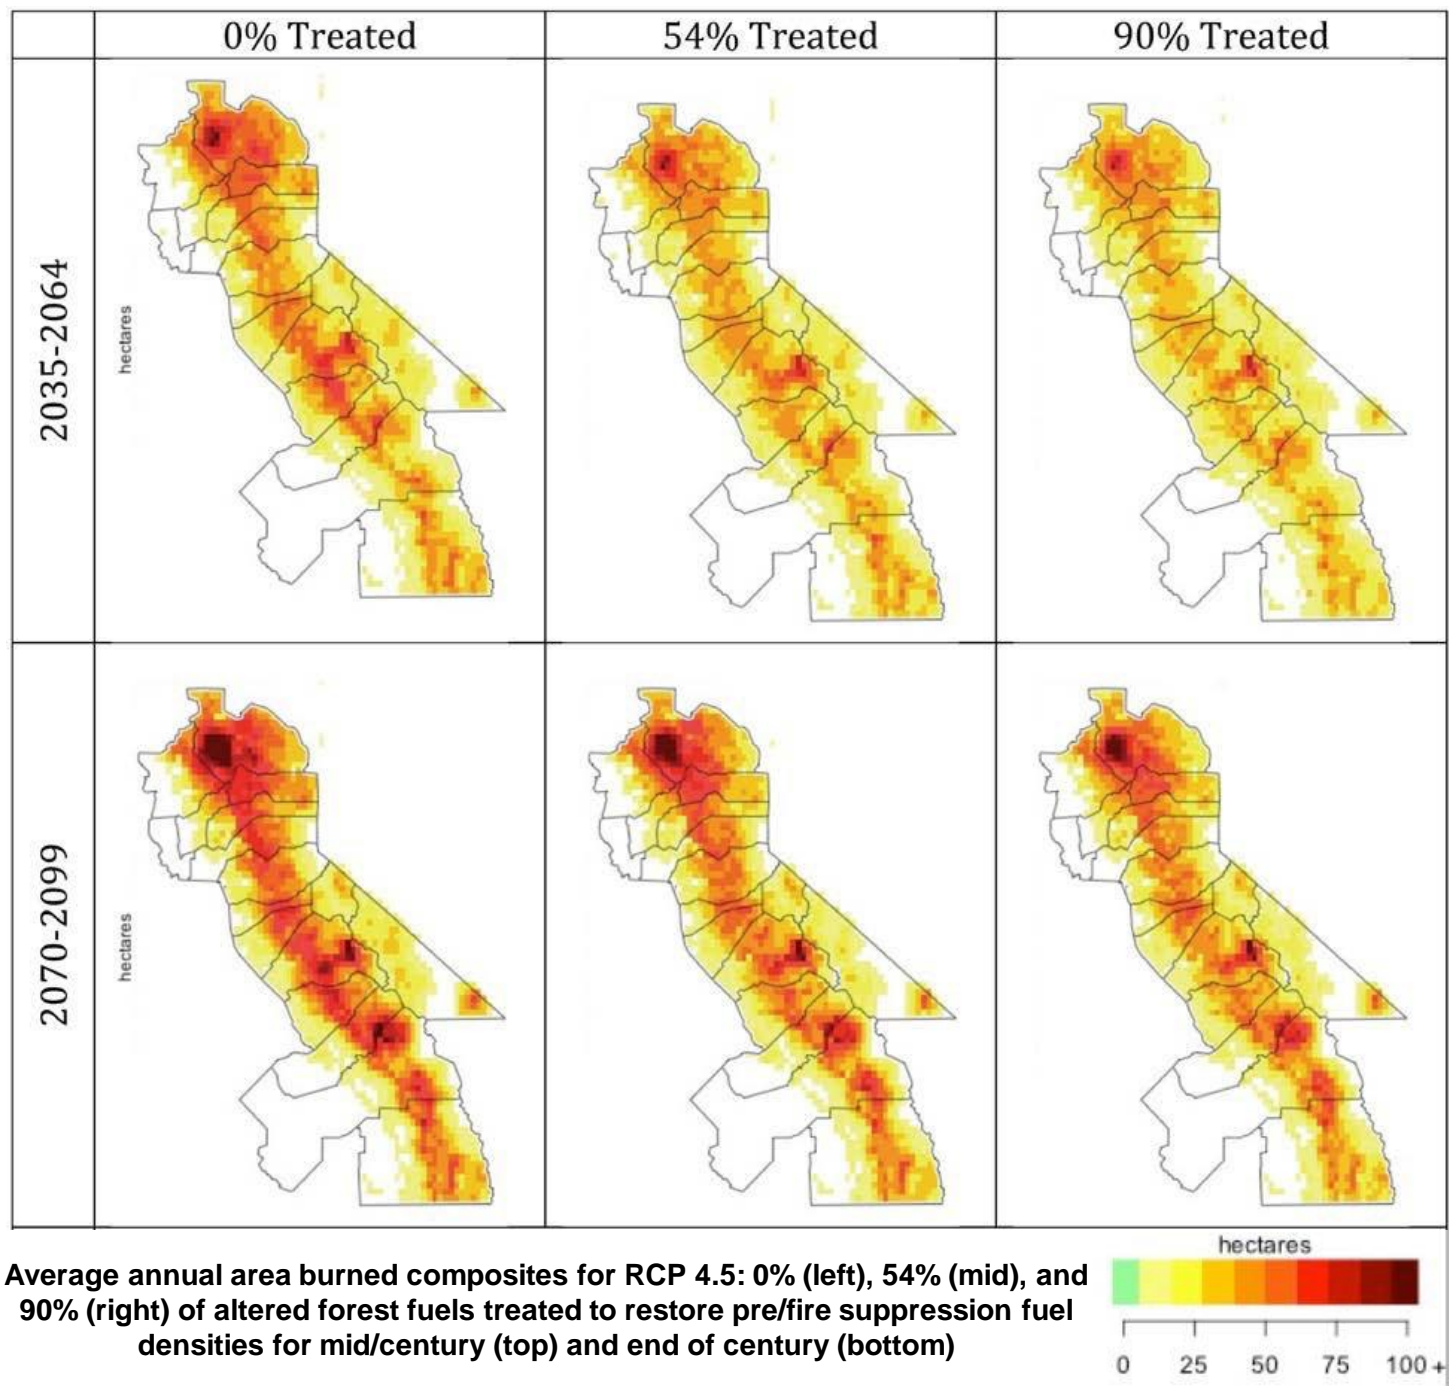 0% Treated
54% Treated
90% Treated
2035-2064
hectares
2070-2099
hectares
hectares
0 25 50 75 100 +
Average annual area burned composites for RCP 4.5: 0% (left), 54% (mid), and
90% (right) of altered forest fuels treated to restore pre/fire suppression fuel
densities for mid/century (top) and end of century (bottom)